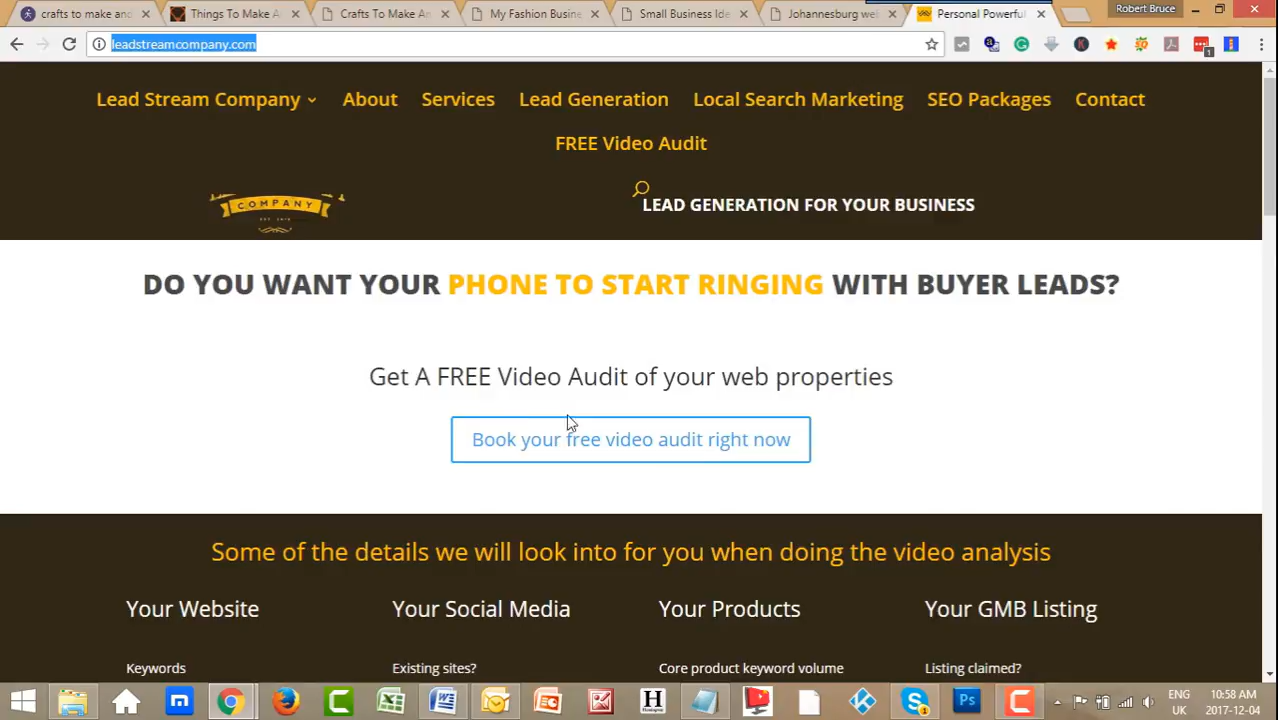 crafts to make and
Things To Make A
Crafts To Make An
My Fashion Busine
Small Business Ide
Johannesburg we
Personal Powerful
Robert Bruce
leadstreamcompany.com
1
Lead Stream Company
About
Services
Lead Generation
Local Search Marketing
SEO Packages
Contact
FREE Video Audit
COMPANY
LEAD GENERATION FOR YOUR BUSINESS
DO YOU WANT YOUR PHONE TO START RINGING WITH BUYER LEADS?
Get A FREE Video Audit of your web properties
Book your free video audit right now
Some of the details we will look into for you when doing the video analysis
Your Website
Your Social Media
Your Products
Your GMB Listing
Keywords
Existing sites?
Core product keyword volume
Listing claimed?
ENG
UK
10:58 AM
2017-12-04